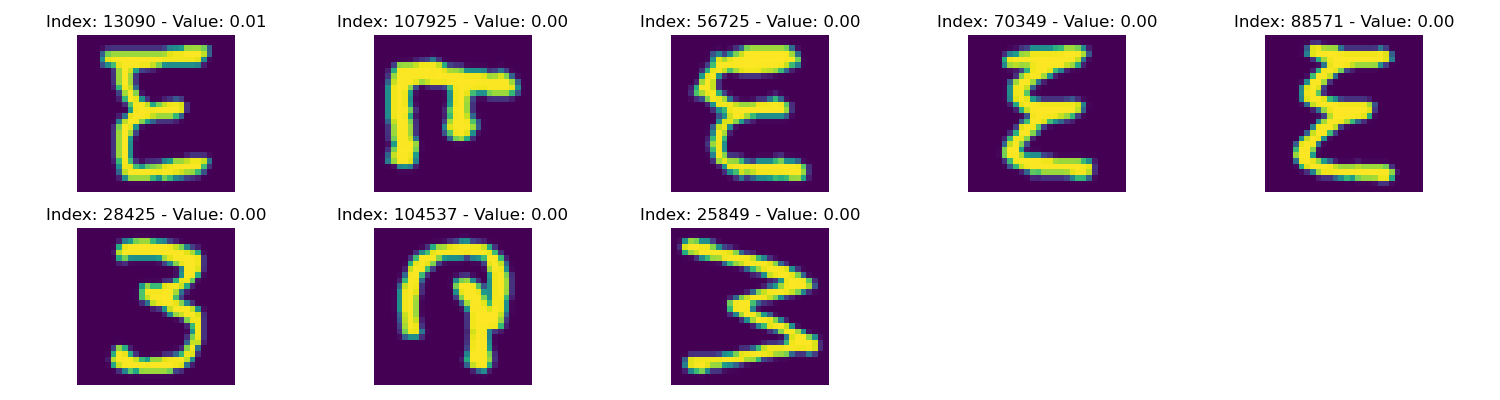 Index: 13090 - Value: 0.01 Index: 107925 - Value: 0.00 Index: 56725 - Value: 0.00 Index: 70349 - Value: 0.00 Index: 88571 - Value: 0.00
E E E E
Index: 28425 - Value: 0.00 Index: 104537 - Value: 0.00 Index: 25849 - Value: 0.00
3